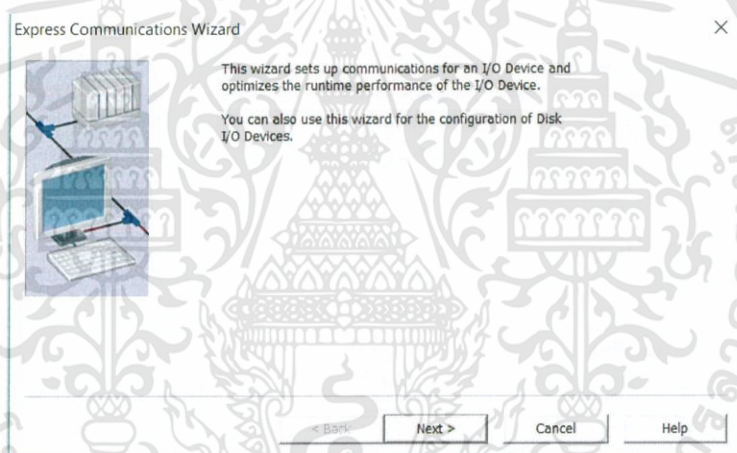 Express Communications Wizard
This wizard sets up communications for an I/O Device and
optimizes the runtime performance of the I/O Device.
You can also use this wizard for the configuration of Disk
I/O Devices.
< Back
Next >
Cancel
Help